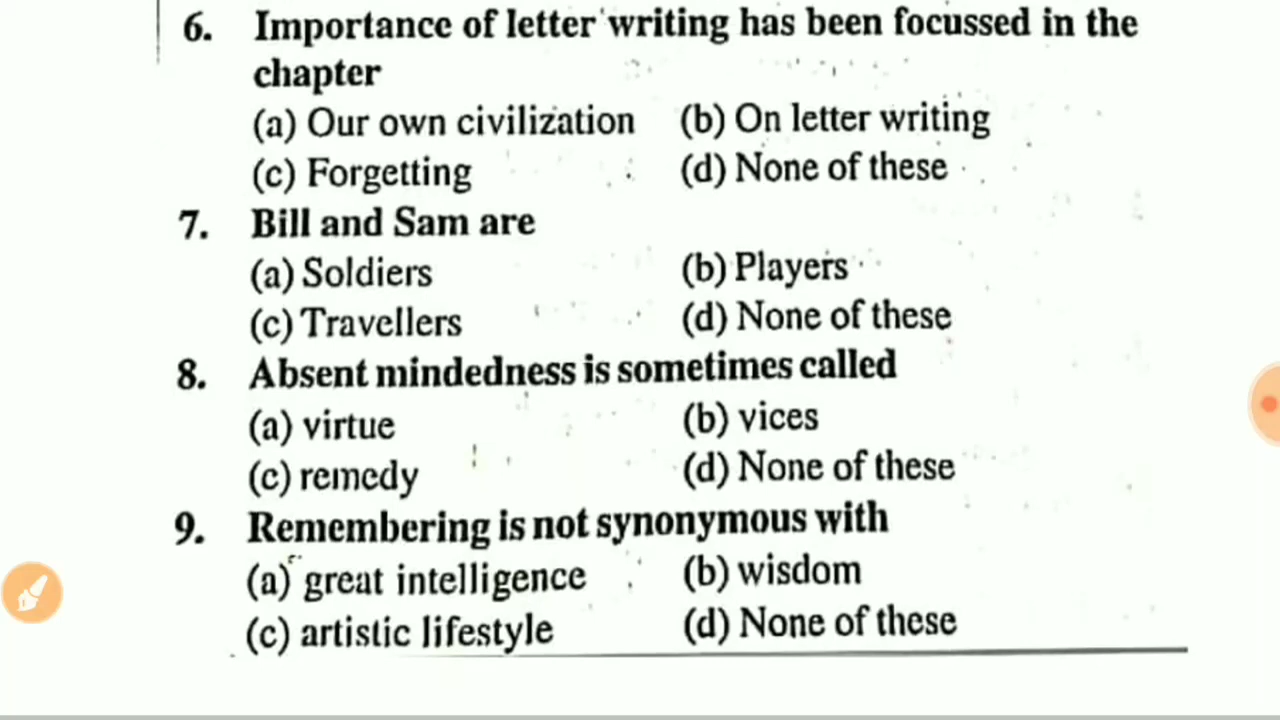 6. Importance of letter writing has been focussed in the
chapter
(a) Our own civilization (b) On letter writing
(c) Forgetting (d) None of these
7. Bill and Sam are
(a) Soldiers (b) Players
(c) Travellers (d) None of these
8. Absent mindedness is sometimes called
(a) virtue (b) vices
(c) remedy (d) None of these
9. Remembering is not synonymous with
(a) great intelligence (b) wisdom
(c) artistic lifestyle (d) None of these